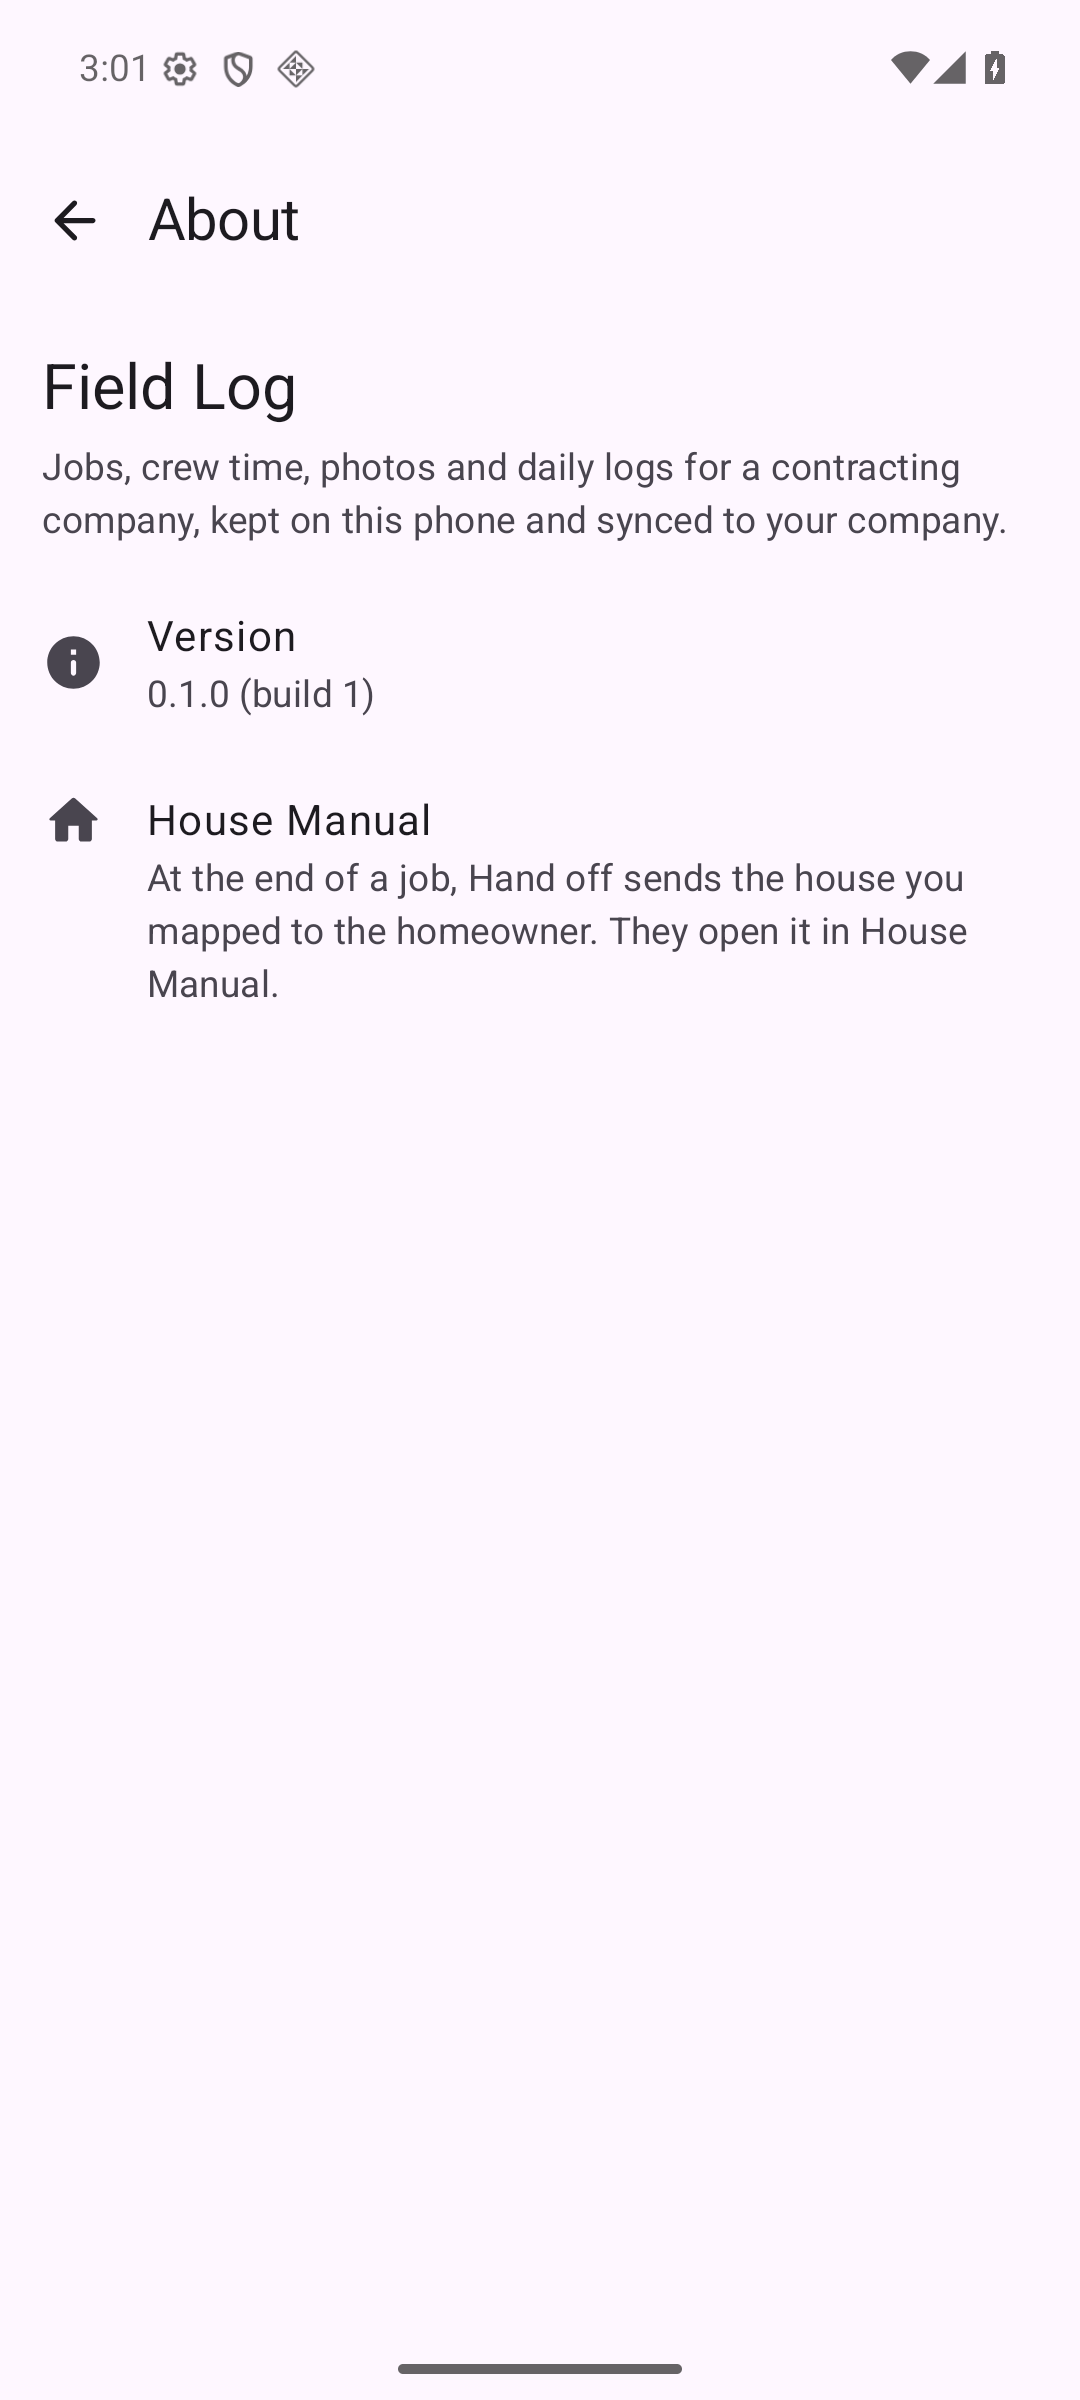 3:01
About
Field Log
Jobs, crew time, photos and daily logs for a contracting
company, kept on this phone and synced to your company.
Version
0.1.0 (build 1)
House Manual
At the end of a job, Hand off sends the house you
mapped to the homeowner. They open it in House
Manual.